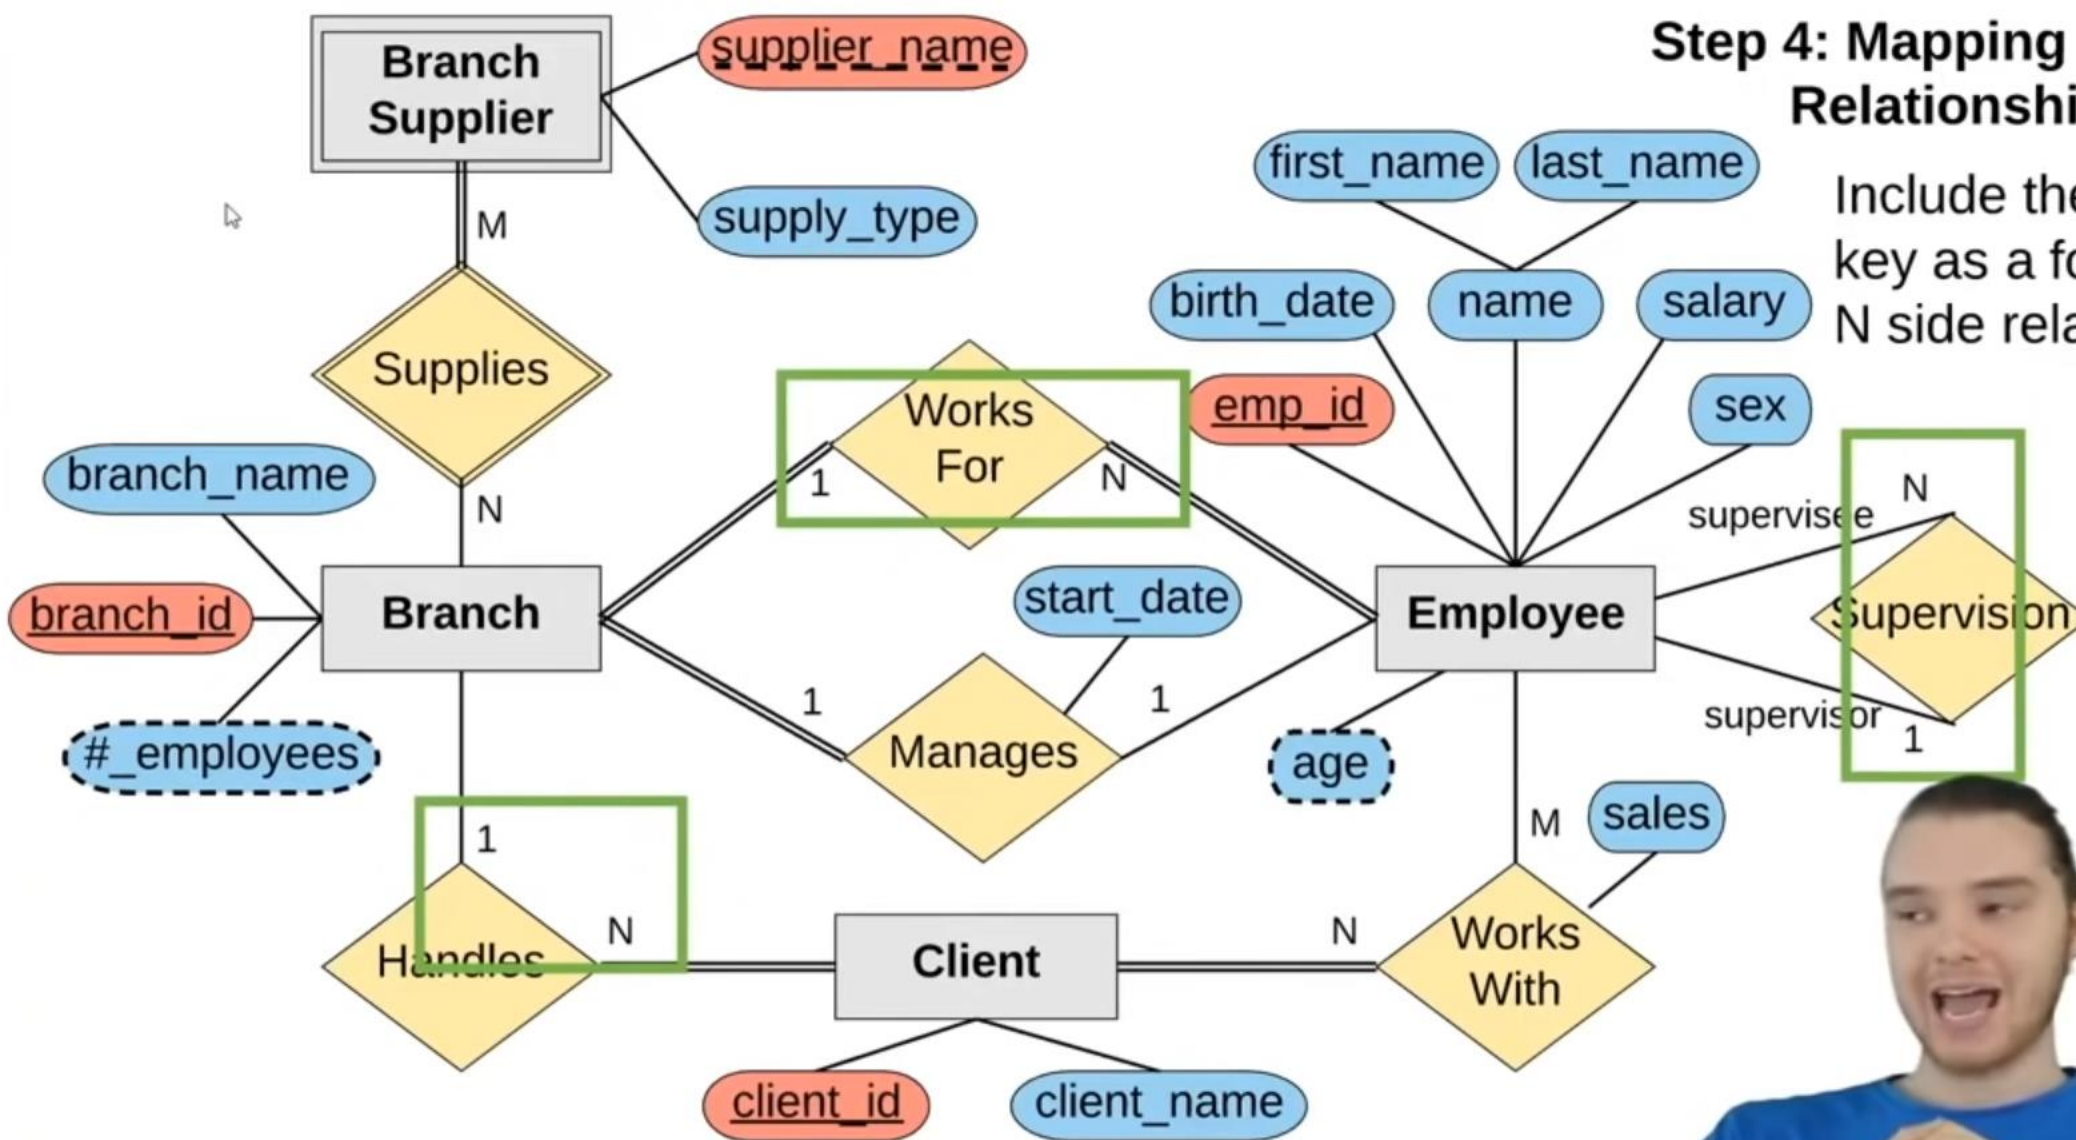 Branch
Supplier
supplier_name
supply_type
M
Supplies
N
Step 4: Mapping
Relationshi
Include the
key as a fo
N side rela
first_name
last_name
birth_date
name
salary
emp_id
sex
Works
For
1
N
branch_name
branch_id
#_employees
Branch
start_date
Manages
1
1
Employee
age
supervisee
N
Supervision
supervisor
1
1
Handles
N
Client
client_id
client_name
N
M
sales
Works
With